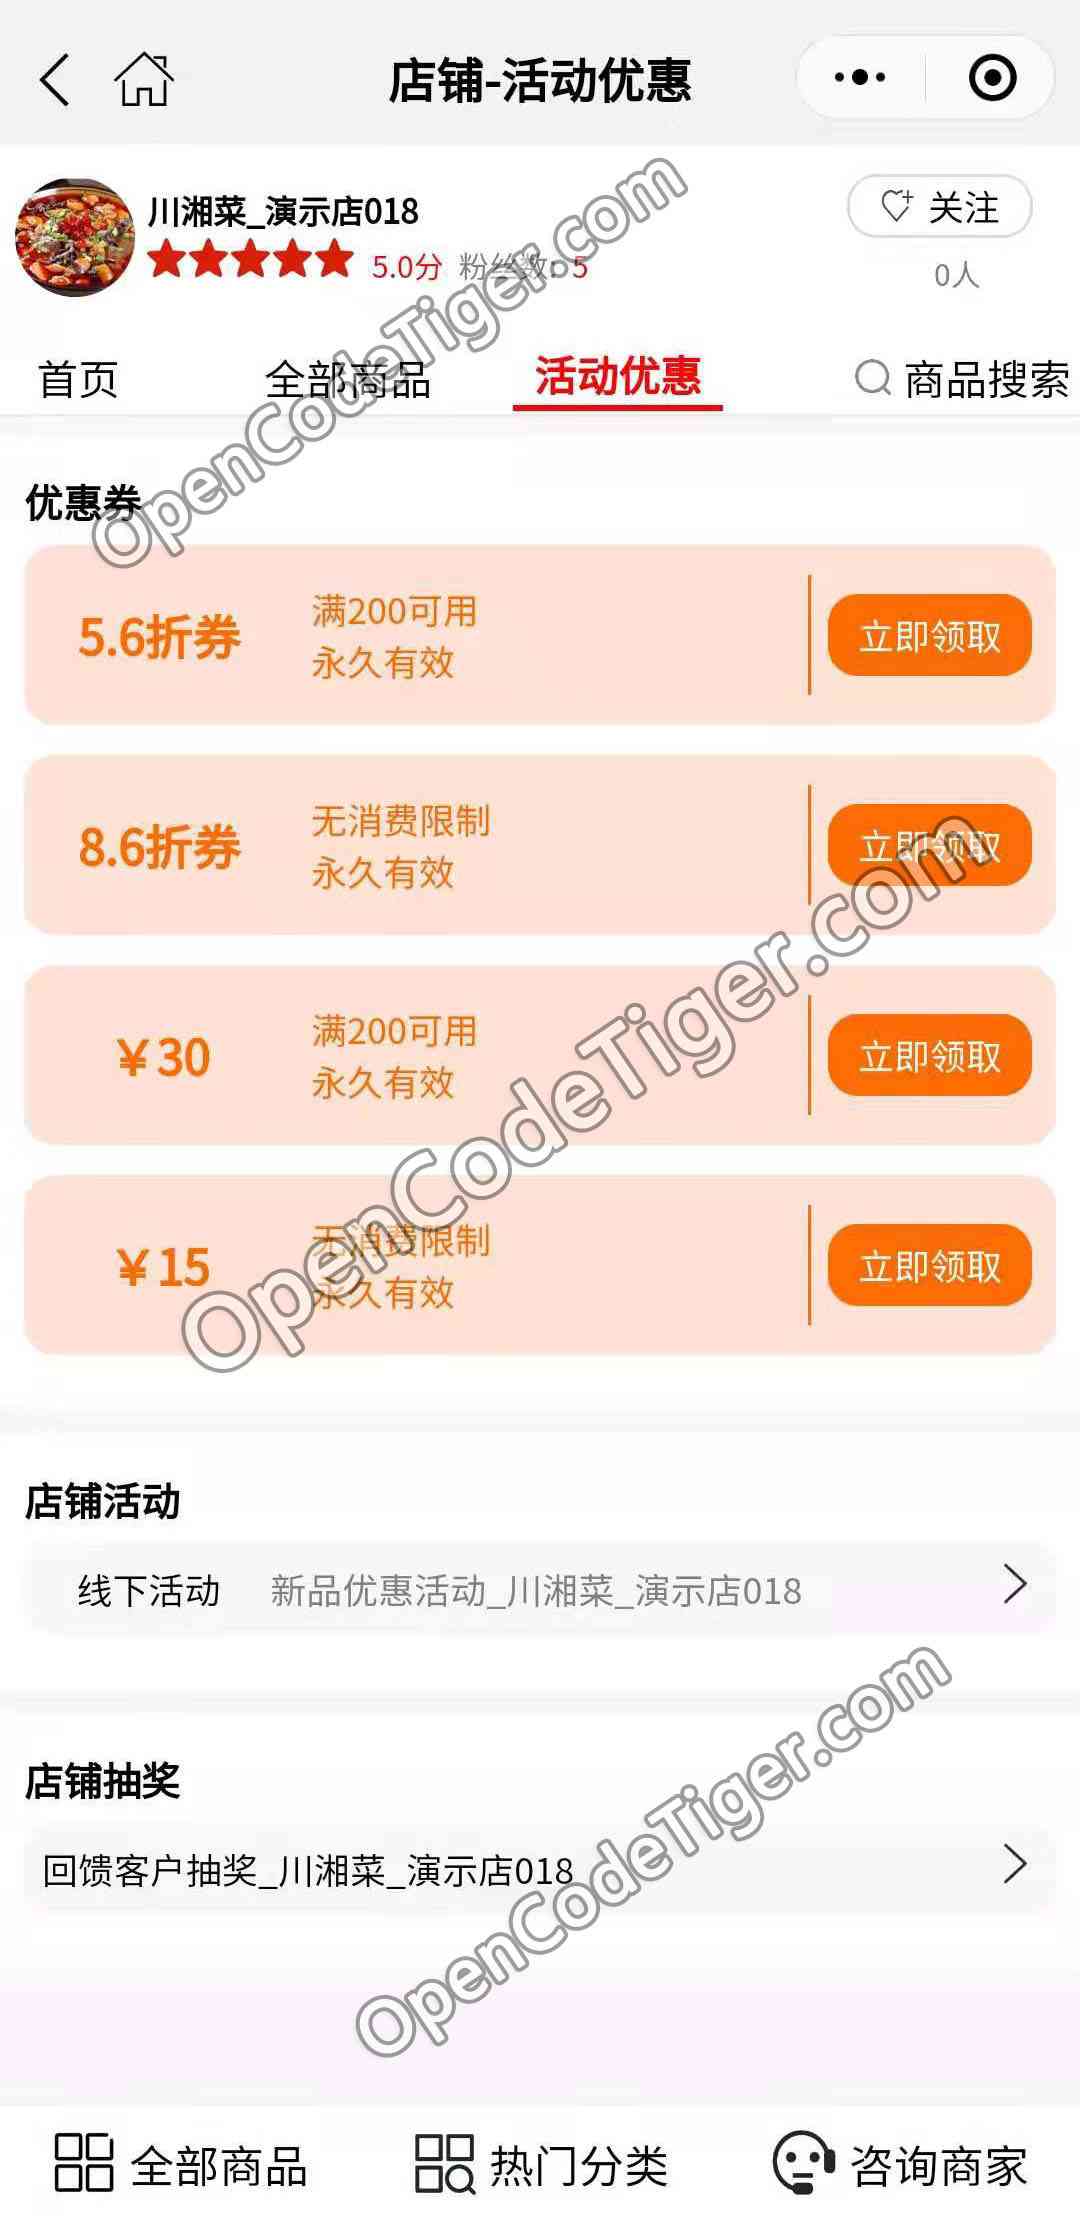 店铺-活动优惠
川湘菜_演示店018
5.0分 粉丝数: 5
关注
0人
首页 全部商品 活动优惠 商品搜索
优惠券
5.6折券
满200可用
永久有效
立即领取
8.6折券
无消费限制
永久有效
立即领取
¥30
满200可用
永久有效
立即领取
¥15
无消费限制
永久有效
立即领取
店铺活动
线下活动 新品优惠活动_川湘菜_演示店018
店铺抽奖
回馈客户抽奖_川湘菜_演示店018
全部商品 热门分类 咨询商家
OpenCodeTiger.com
OpenCodeTiger.com
OpenCodeTiger.com